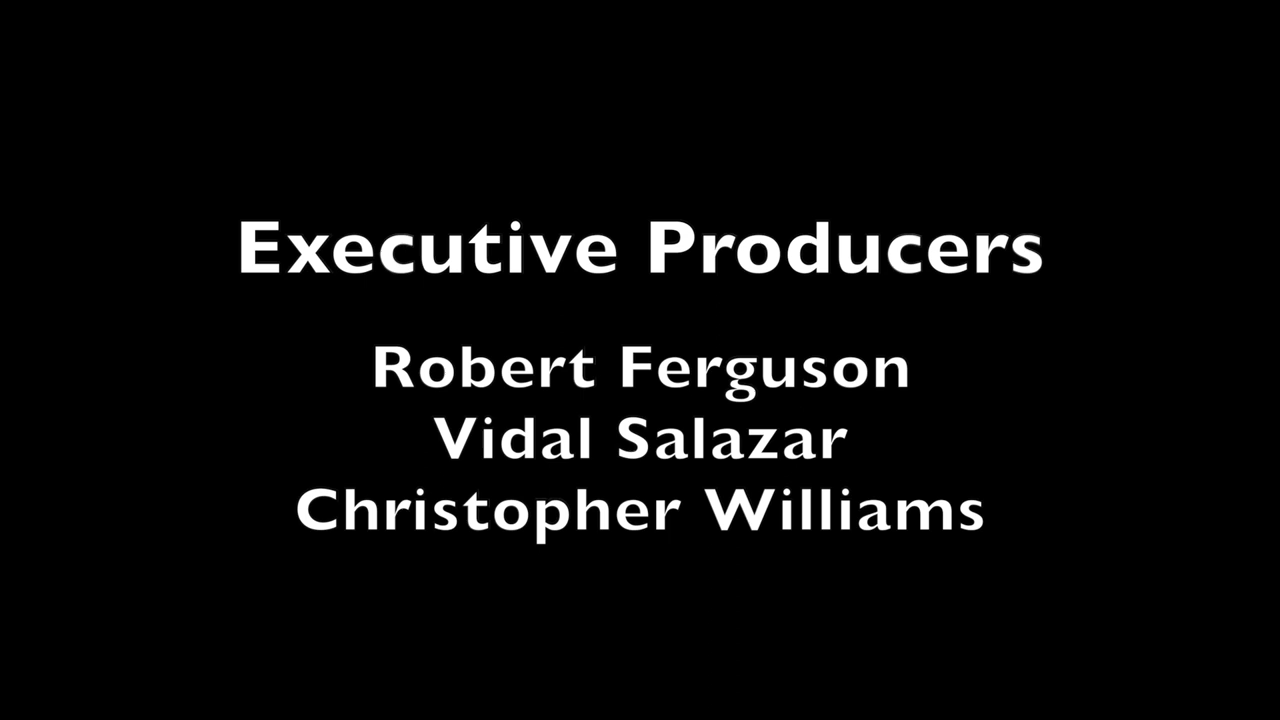 Executive Producers
Robert Ferguson
Vidal Salazar
Christopher Williams